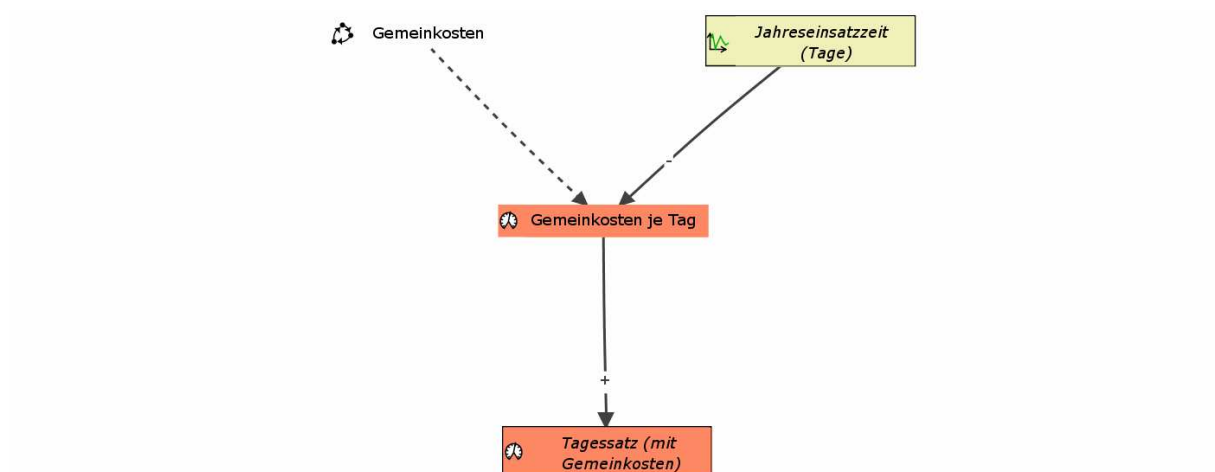 Gemeinkosten
Jahreseinsatzzeit
(Tage)
-
Gemeinkosten je Tag
+
Tagessatz (mit
Gemeinkosten)